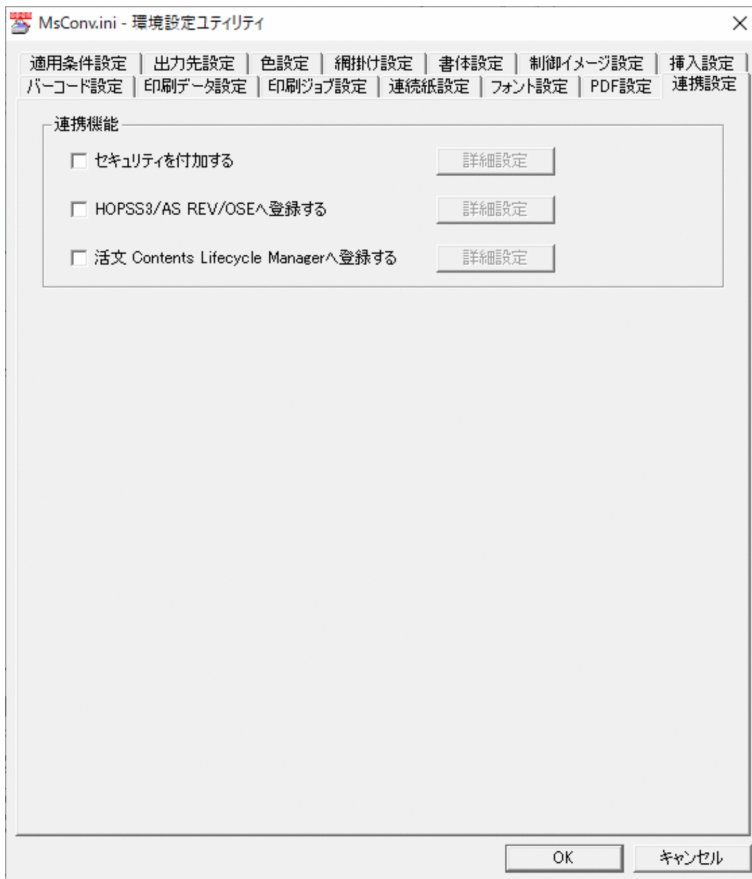 MsConv.ini - 環境設定ユティリティ
適用条件設定 出力先設定 色設定 網掛け設定 書体設定 制御イメージ設定 挿入設定
バーコード設定 印刷データ設定 印刷ジョブ設定 連続紙設定 フォント設定 PDF設定 連携設定
連携機能
セキュリティを付加する 詳細設定
HOPSS3/AS REV/OSEへ登録する 詳細設定
活文 Contents Lifecycle Managerへ登録する 詳細設定
OK キャンセル